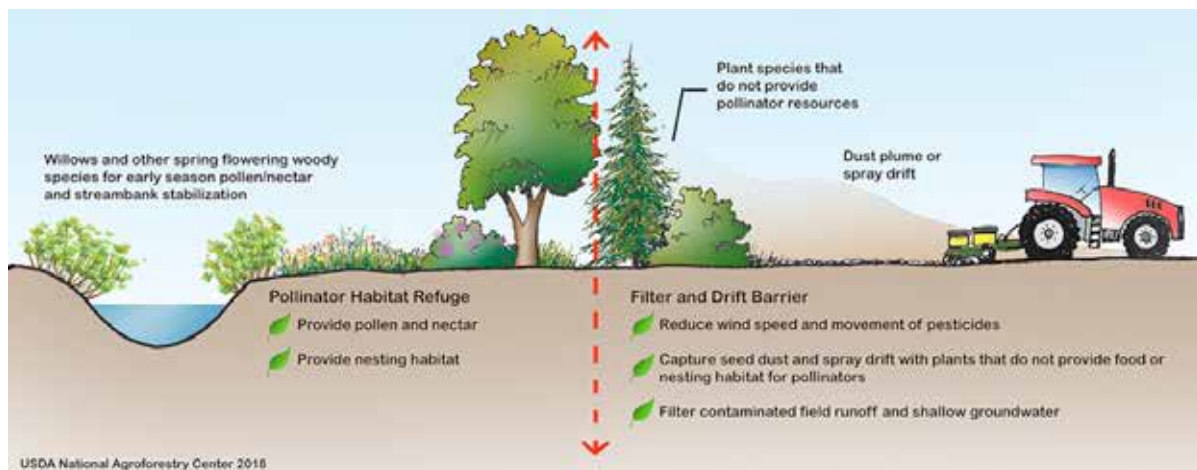 Willows and other spring flowering woody
species for early season pollen/nectar
and streambank stabilization
Plant species that
do not provide
pollinator resources
Dust plume or
spray drift
Pollinator Habitat Refuge
Provide pollen and nectar
Provide nesting habitat
Filter and Drift Barrier
Reduce wind speed and movement of pesticides
Capture seed dust and spray drift with plants that do not provide food or
nesting habitat for pollinators
Filter contaminated field runoff and shallow groundwater
USDA National Agroforestry Center 2016